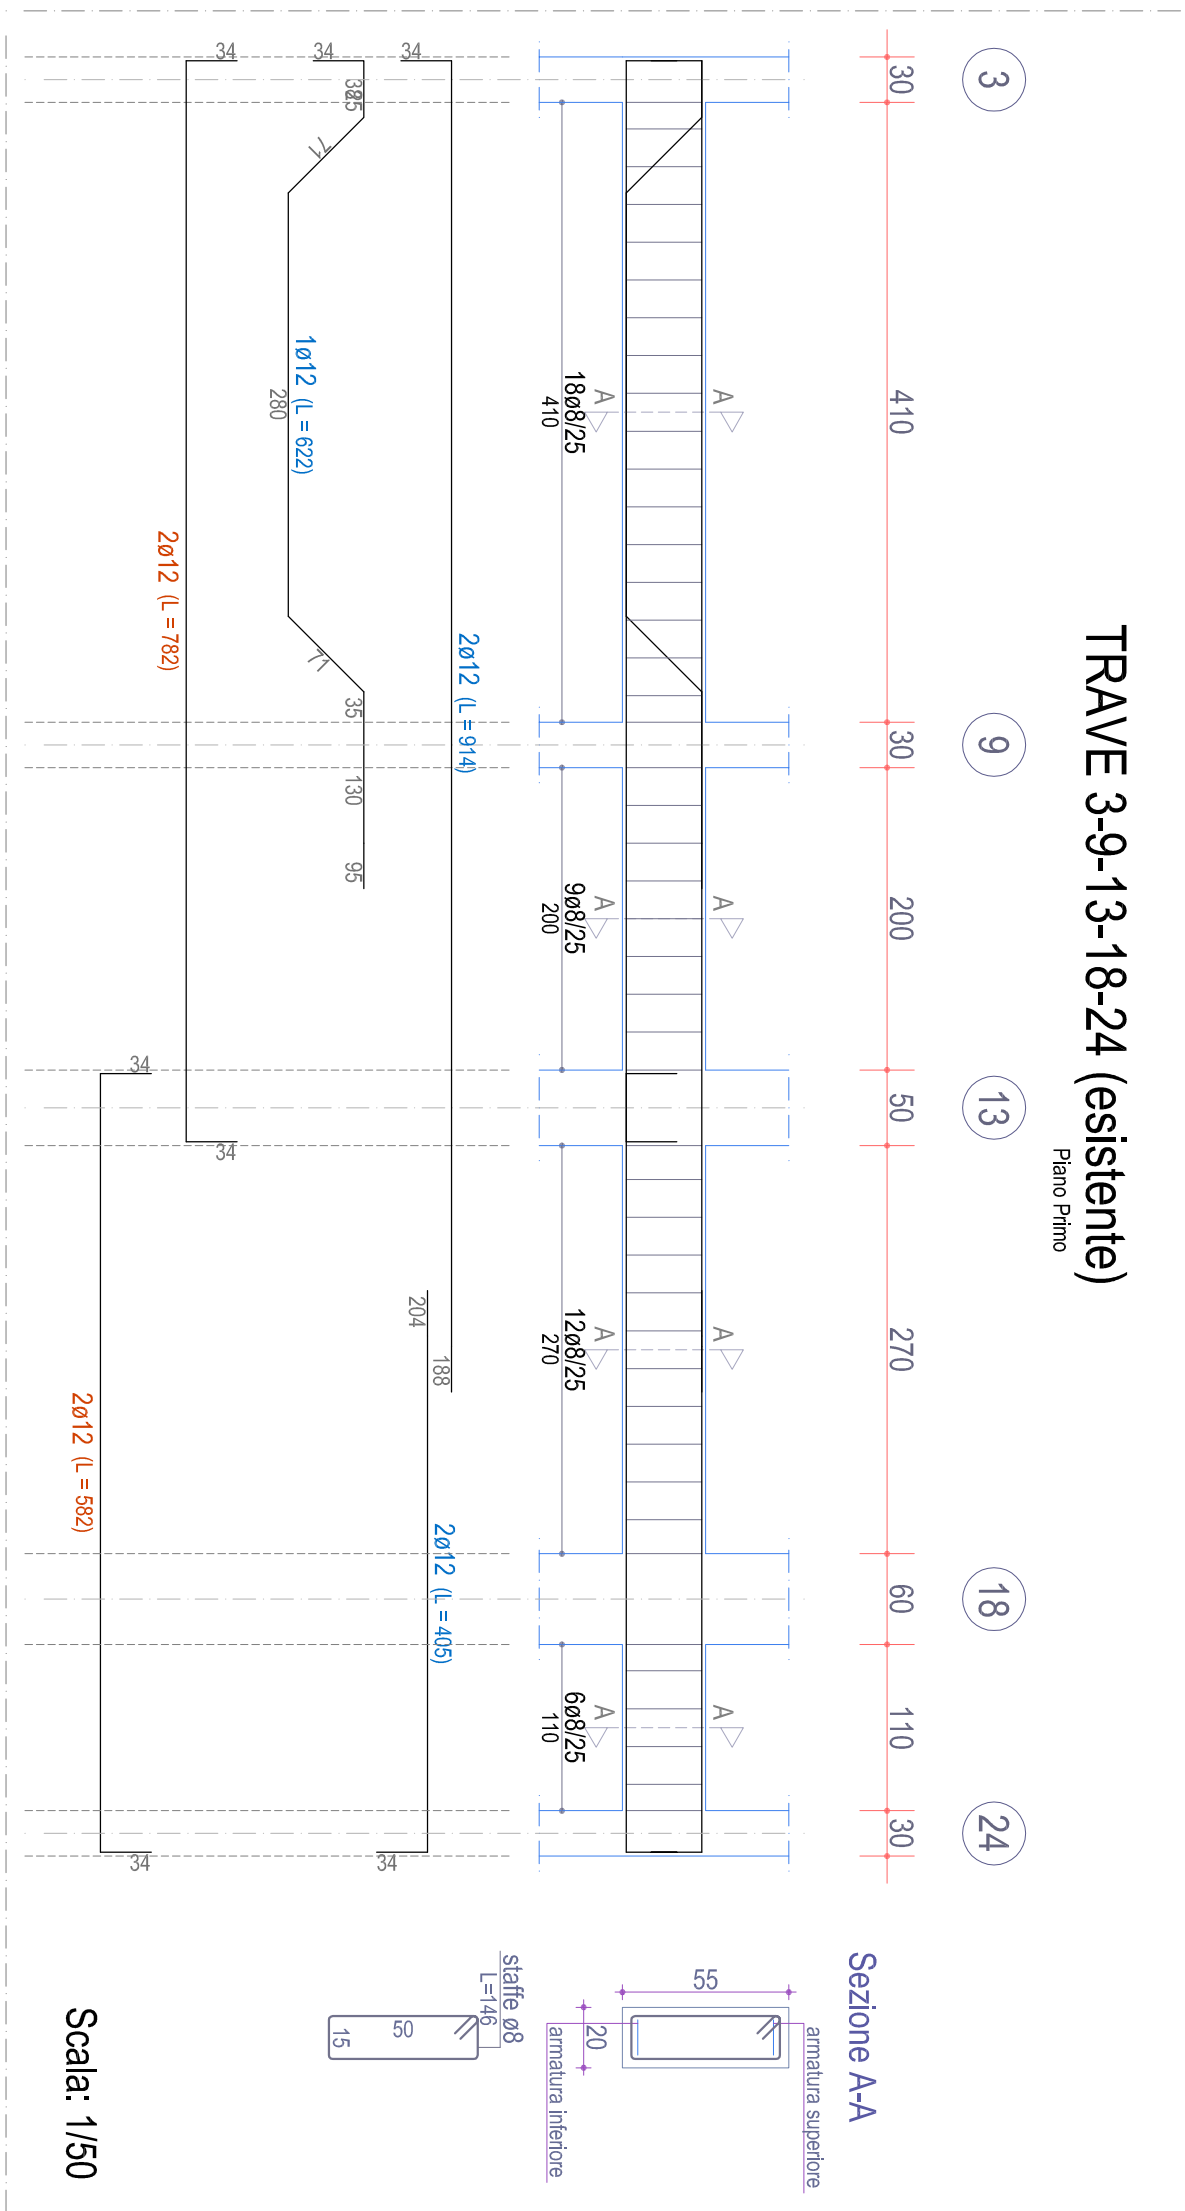 TRAVE 3-9-13-18-24 (esistente)
Piano Primo
3
9
13
18
24
30
410
30
200
50
270
60
110
30
A
A
A
A
A
A
A
A
18ø8/25
410
9ø8/25
200
12ø8/25
270
6ø8/25
110
34
2ø12 (L = 914)
188
204
2ø12 (L = 405)
34
34
71
280
1ø12 (L = 622)
71
35
130
95
34
2ø12 (L = 782)
34
34
2ø12 (L = 582)
34
Sezione A-A
armatura superiore
55
20
armatura inferiore
staffe ø8
L=146
50
15
Scala: 1/50